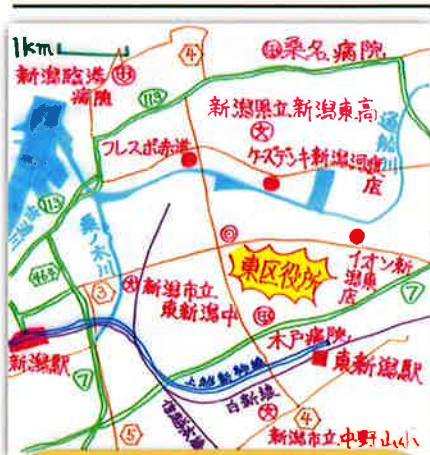 1km
4
桑名病院
新潟臨港
病院
113
新潟県立新潟東高
通船川
フレスポ赤道
ケーズデンキ新潟河渡
店
113
栗ノ木川
東区役所
イオン新
潟東
店
3
新潟市立
東新潟中
7
木戸病院
新潟駅
東新潟駅
上越新幹線
白新線
信越本線
7
5
4
新潟市立中野山小